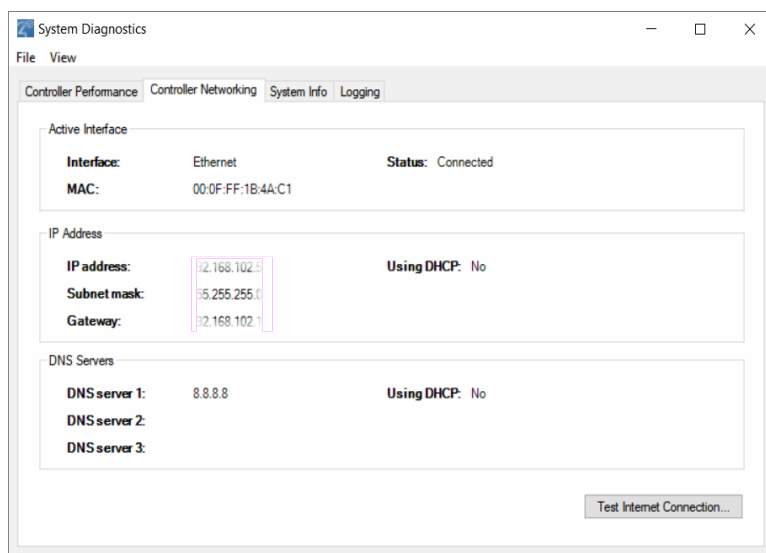 System Diagnostics
File View
Controller Performance Controller Networking System Info Logging
Active Interface
Interface: Ethernet Status: Connected
MAC: 00:0F:FF:1B:4A:C1
IP Address
IP address: Using DHCP: No
Subnet mask:
Gateway:
DNS Servers
DNS server 1: 8.8.8.8 Using DHCP: No
DNS server 2:
DNS server 3:
Test Internet Connection...